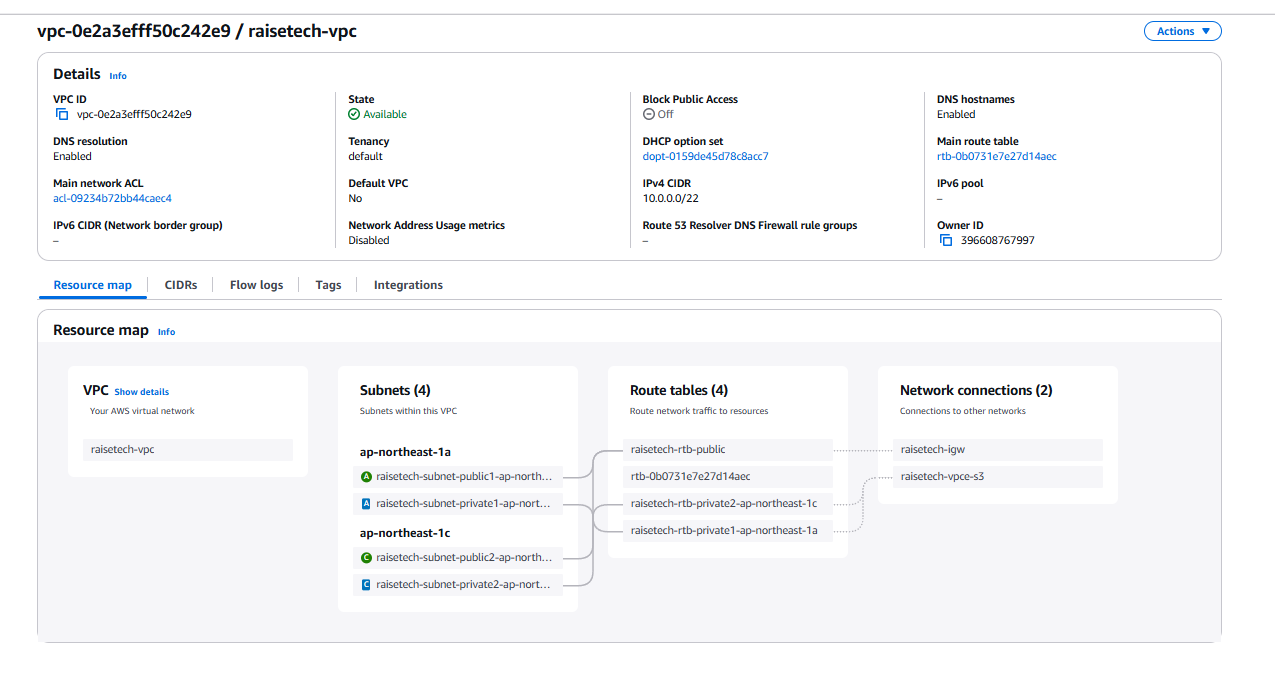 vpc-0e2a3efff50c242e9 / raisetech-vpc
Actions
Details Info
VPC ID
vpc-0e2a3efff50c242e9
State
Available
Block Public Access
Off
DNS hostnames
Enabled
DNS resolution
Enabled
Tenancy
default
DHCP option set
dopt-0159de45d78c8acc7
Main route table
rtb-0b0731e7e27d14aec
Main network ACL
acl-09234b72bb44caec4
Default VPC
No
IPv4 CIDR
10.0.0.0/22
IPv6 pool
–
IPv6 CIDR (Network border group)
–
Network Address Usage metrics
Disabled
Route 53 Resolver DNS Firewall rule groups
–
Owner ID
396608767997
Resource map
CIDRs
Flow logs
Tags
Integrations
Resource map Info
VPC Show details
Your AWS virtual network
raisetech-vpc
Subnets (4)
Subnets within this VPC
ap-northeast-1a
A raisetech-subnet-public1-ap-north...
A raisetech-subnet-private1-ap-nort...
ap-northeast-1c
C raisetech-subnet-public2-ap-north...
C raisetech-subnet-private2-ap-nort...
Route tables (4)
Route network traffic to resources
raisetech-rtb-public
rtb-0b0731e7e27d14aec
raisetech-rtb-private2-ap-northeast-1c
raisetech-rtb-private1-ap-northeast-1a
Network connections (2)
Connections to other networks
raisetech-igw
raisetech-vpce-s3